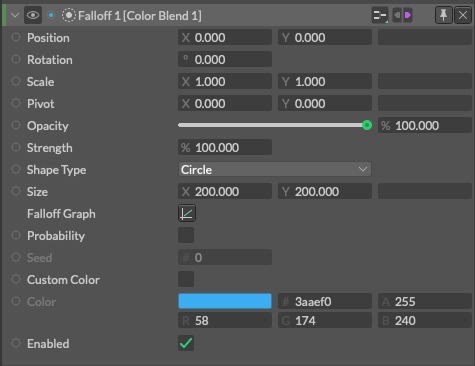 Falloff 1 [Color Blend 1]
Position X 0.000 Y 0.000
Rotation ° 0.000
Scale X 1.000 Y 1.000
Pivot X 0.000 Y 0.000
Opacity % 100.000
Strength % 100.000
Shape Type Circle
Size X 200.000 Y 200.000
Falloff Graph
Probability
Seed # 0
Custom Color
Color # 3aaef0 A 255
R 58 G 174 B 240
Enabled